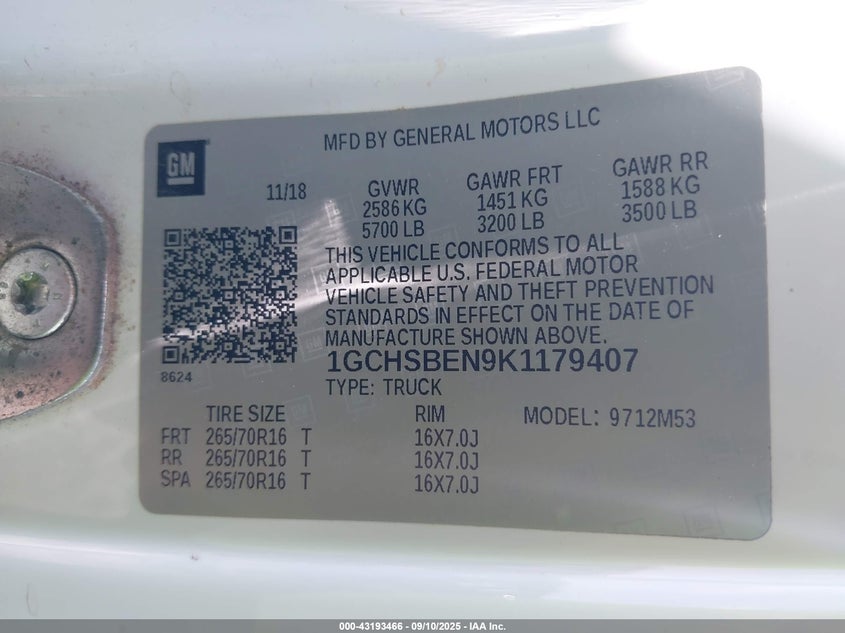 MFD BY GENERAL MOTORS LLC
GM
11/18 GVWR GAWR FRT GAWR RR
2586 KG 1451 KG 1588 KG
5700 LB 3200 LB 3500 LB
THIS VEHICLE CONFORMS TO ALL
APPLICABLE U.S. FEDERAL MOTOR
VEHICLE SAFETY AND THEFT PREVENTION
STANDARDS IN EFFECT ON THE DATE OF
MANUFACTURE SHOWN ABOVE.
1GCHSBEN9K1179407
8624
TYPE: TRUCK
TIRE SIZE RIM MODEL: 9712M53
FRT 265/70R16 T 16X7.0J
RR 265/70R16 T 16X7.0J
SPA 265/70R16 T 16X7.0J
000-43193466 - 09/10/2025 - IAA Inc.